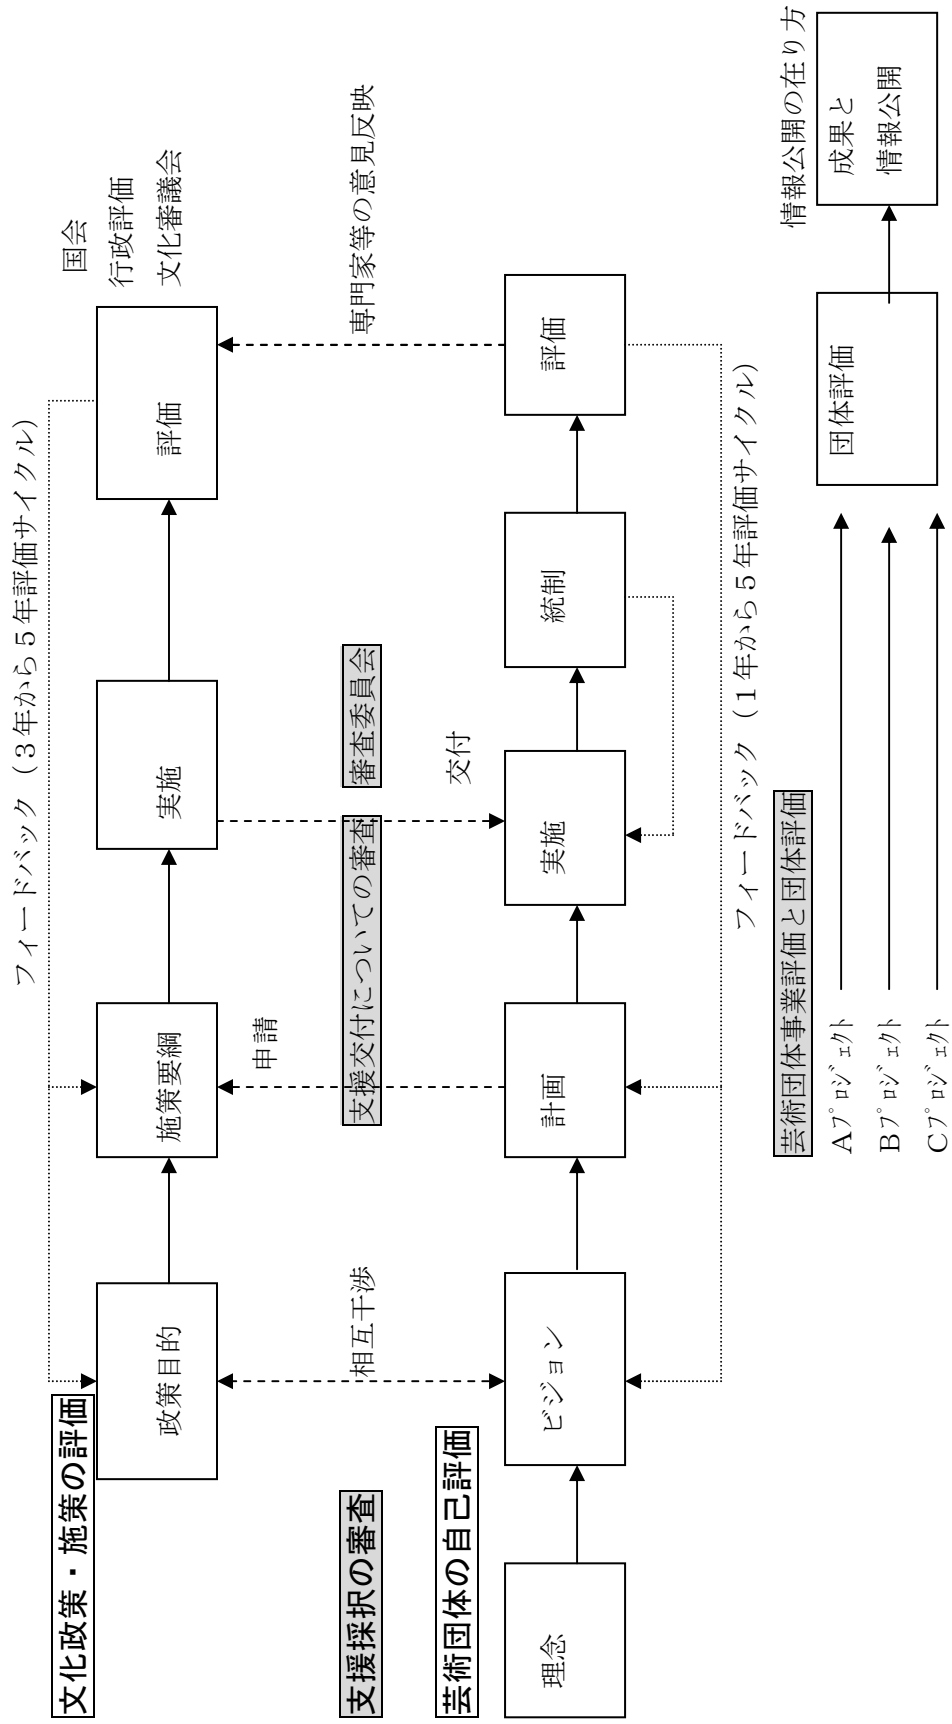 フィードバック（３年から５年評価サイクル）
国会
行政評価
文化審議会
文化政策・施策の評価
政策目的
施策要綱
実施
評価
申請
専門家等の意見反映
支援採択の審査
相互干渉
支援交付についての審査
審査委員会
交付
芸術団体の自己評価
理念
ビジョン
計画
実施
統制
評価
フィードバック（１年から５年評価サイクル）
芸術団体事業評価と団体評価
情報公開の在り方
Aﾌﾟﾛｼﾞｪｸﾄ
Bﾌﾟﾛｼﾞｪｸﾄ
Cﾌﾟﾛｼﾞｪｸﾄ
団体評価
成果と
情報公開